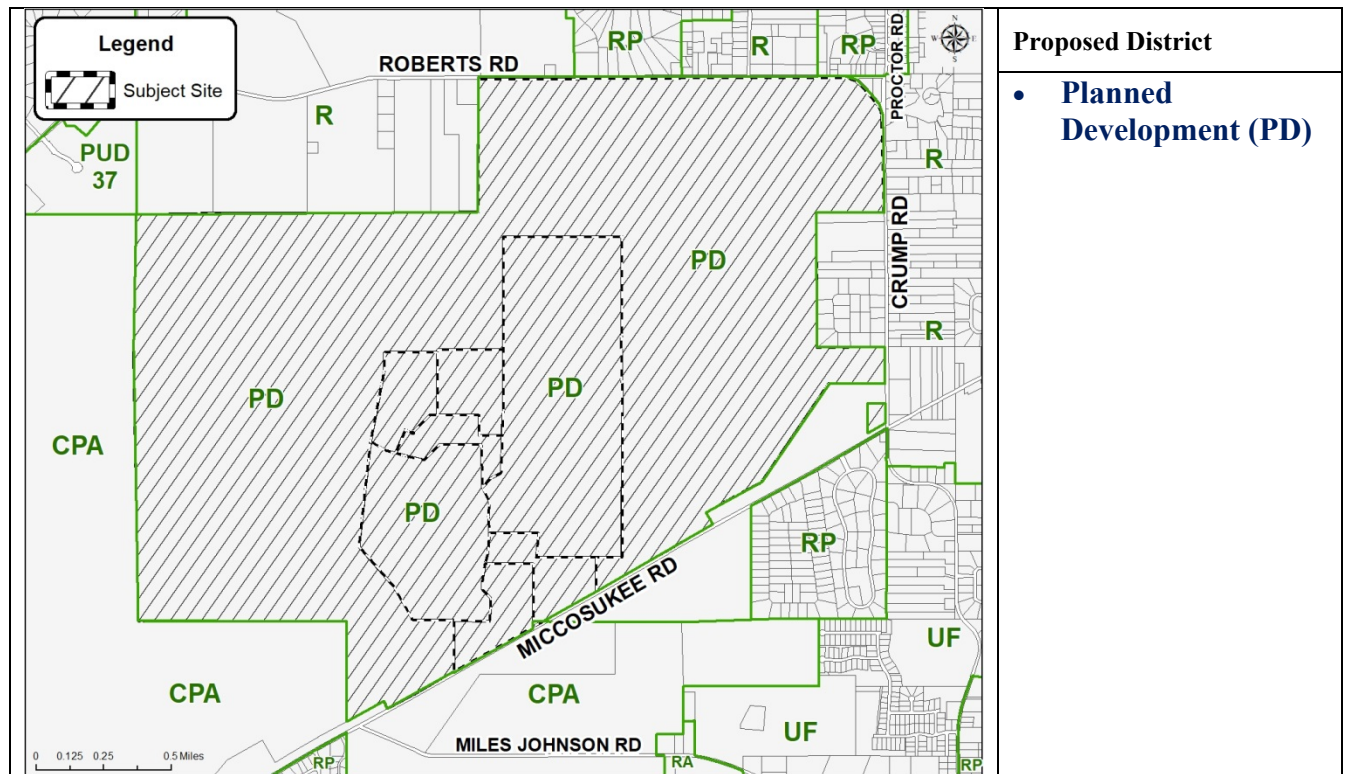 Legend
Subject Site
ROBERTS RD
RP
R
RP
PROCTOR RD
N
W
E
S
R
PUD
37
R
PD
CRUMP RD
R
PD
PD
CPA
PD
RP
MICCOSUKEE RD
UF
CPA
CPA
UF
MILES JOHNSON RD
RP
RA
RP
0 0.125 0.25 0.5 Miles
Proposed District
• Planned
Development (PD)